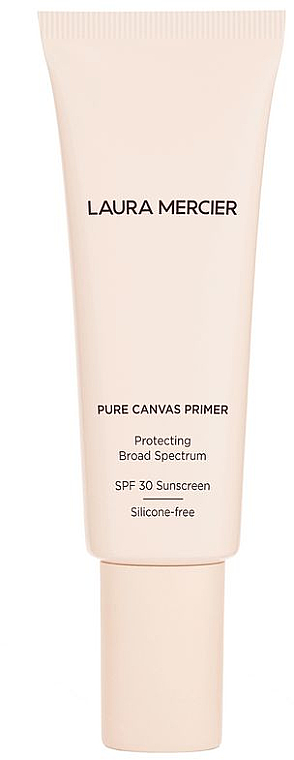 LAURA MERCIER
PURE CANVAS PRIMER
Protecting
Broad Spectrum
SPF 30 Sunscreen
Silicone-free